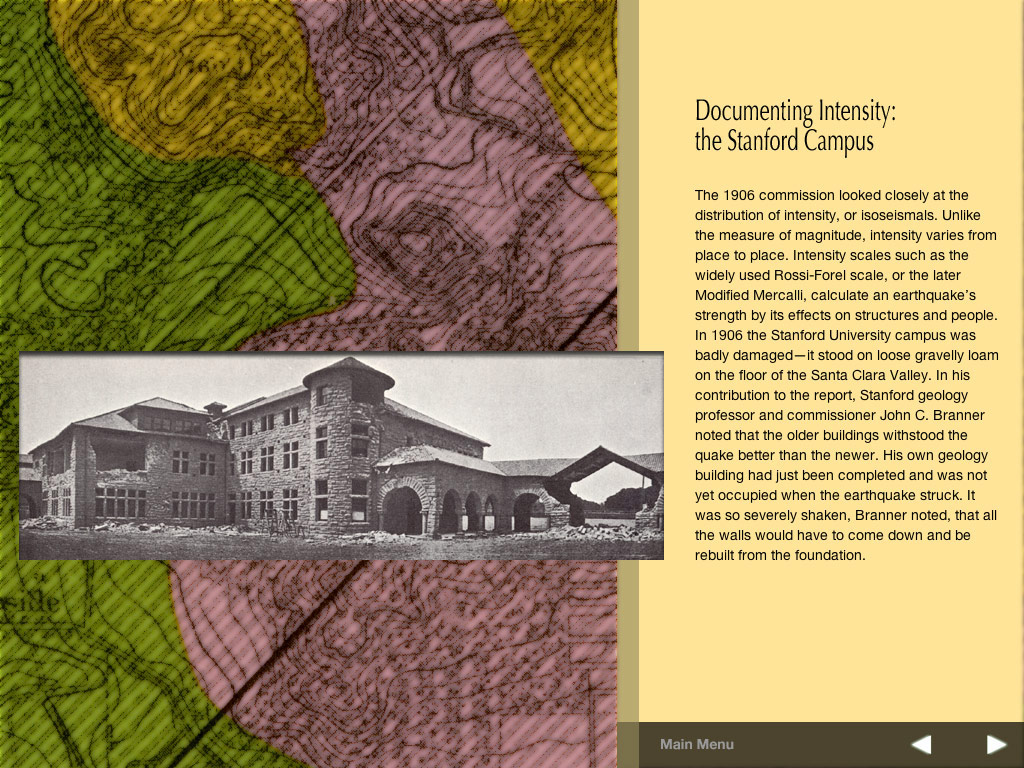 Documenting Intensity:
the Stanford Campus
The 1906 commission looked closely at the
distribution of intensity, or isoseismals. Unlike
the measure of magnitude, intensity varies from
place to place. Intensity scales such as the
widely used Rossi-Forel scale, or the later
Modified Mercalli, calculate an earthquake’s
strength by its effects on structures and people.
In 1906 the Stanford University campus was
badly damaged—it stood on loose gravelly loam
on the floor of the Santa Clara Valley. In his
contribution to the report, Stanford geology
professor and commissioner John C. Branner
noted that the older buildings withstood the
quake better than the newer. His own geology
building had just been completed and was not
yet occupied when the earthquake struck. It
was so severely shaken, Branner noted, that all
the walls would have to come down and be
rebuilt from the foundation.
side
Main Menu